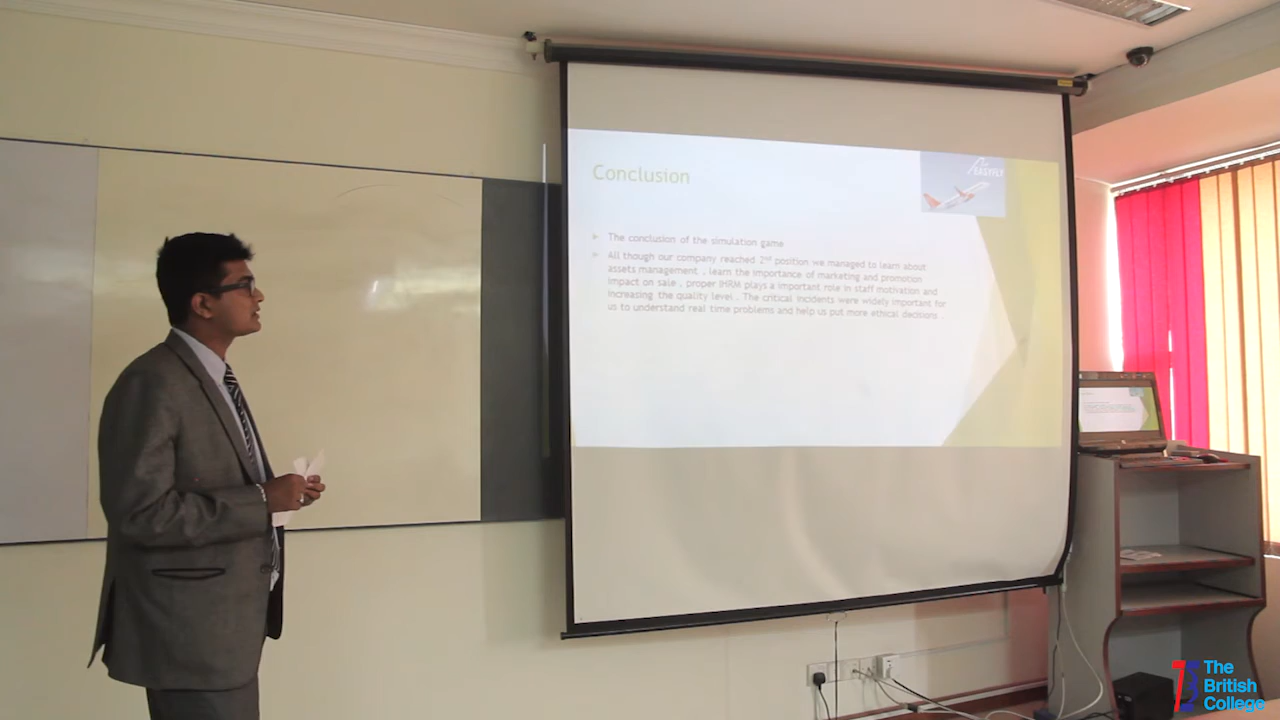 Conclusion
EASYFLY
The conclusion of the simulation game
All though our company reached 2nd position we managed to learn about
assets management . learn the importance of marketing and promotion
impact on sale . proper IHRM plays a important role in staff motivation and
increasing the quality level . The critical incidents were widely important for
us to understand real time problems and help us put more ethical decisions .
The
British
College